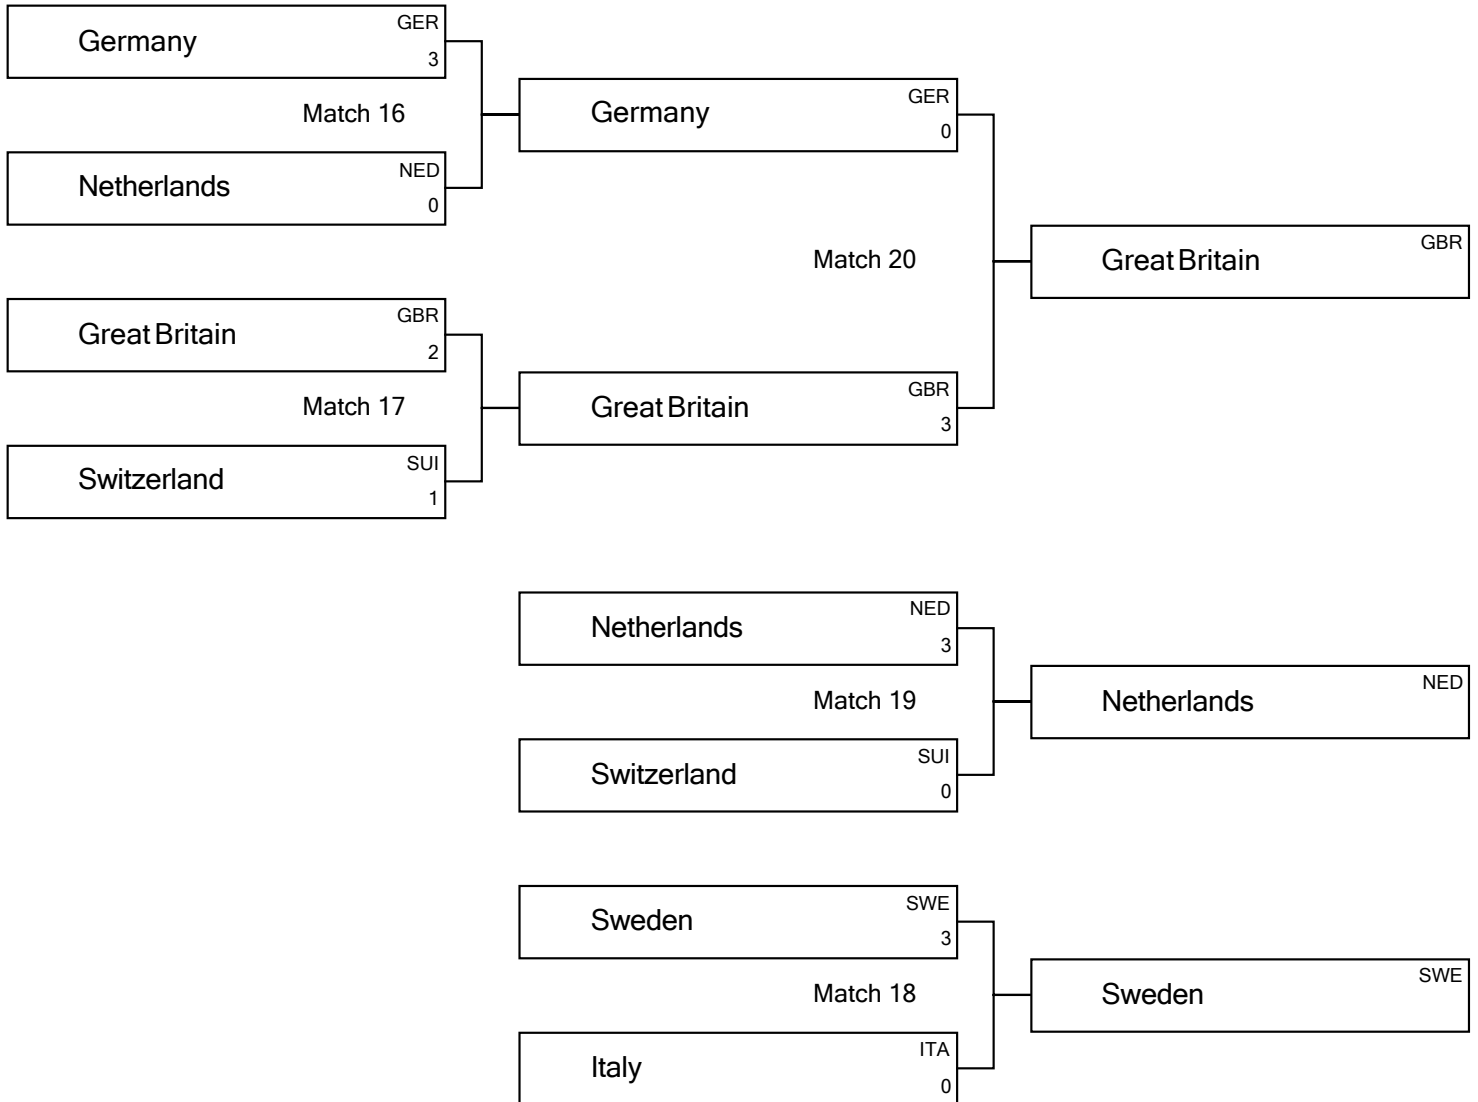 Germany GER
3
Match 16
Netherlands NED
0
Germany GER
0
Match 20
Great Britain GBR
Great Britain GBR
2
Match 17
Switzerland SUI
1
Great Britain GBR
3
Netherlands NED
3
Match 19
Switzerland SUI
0
Netherlands NED
Sweden SWE
3
Match 18
Italy ITA
0
Sweden SWE